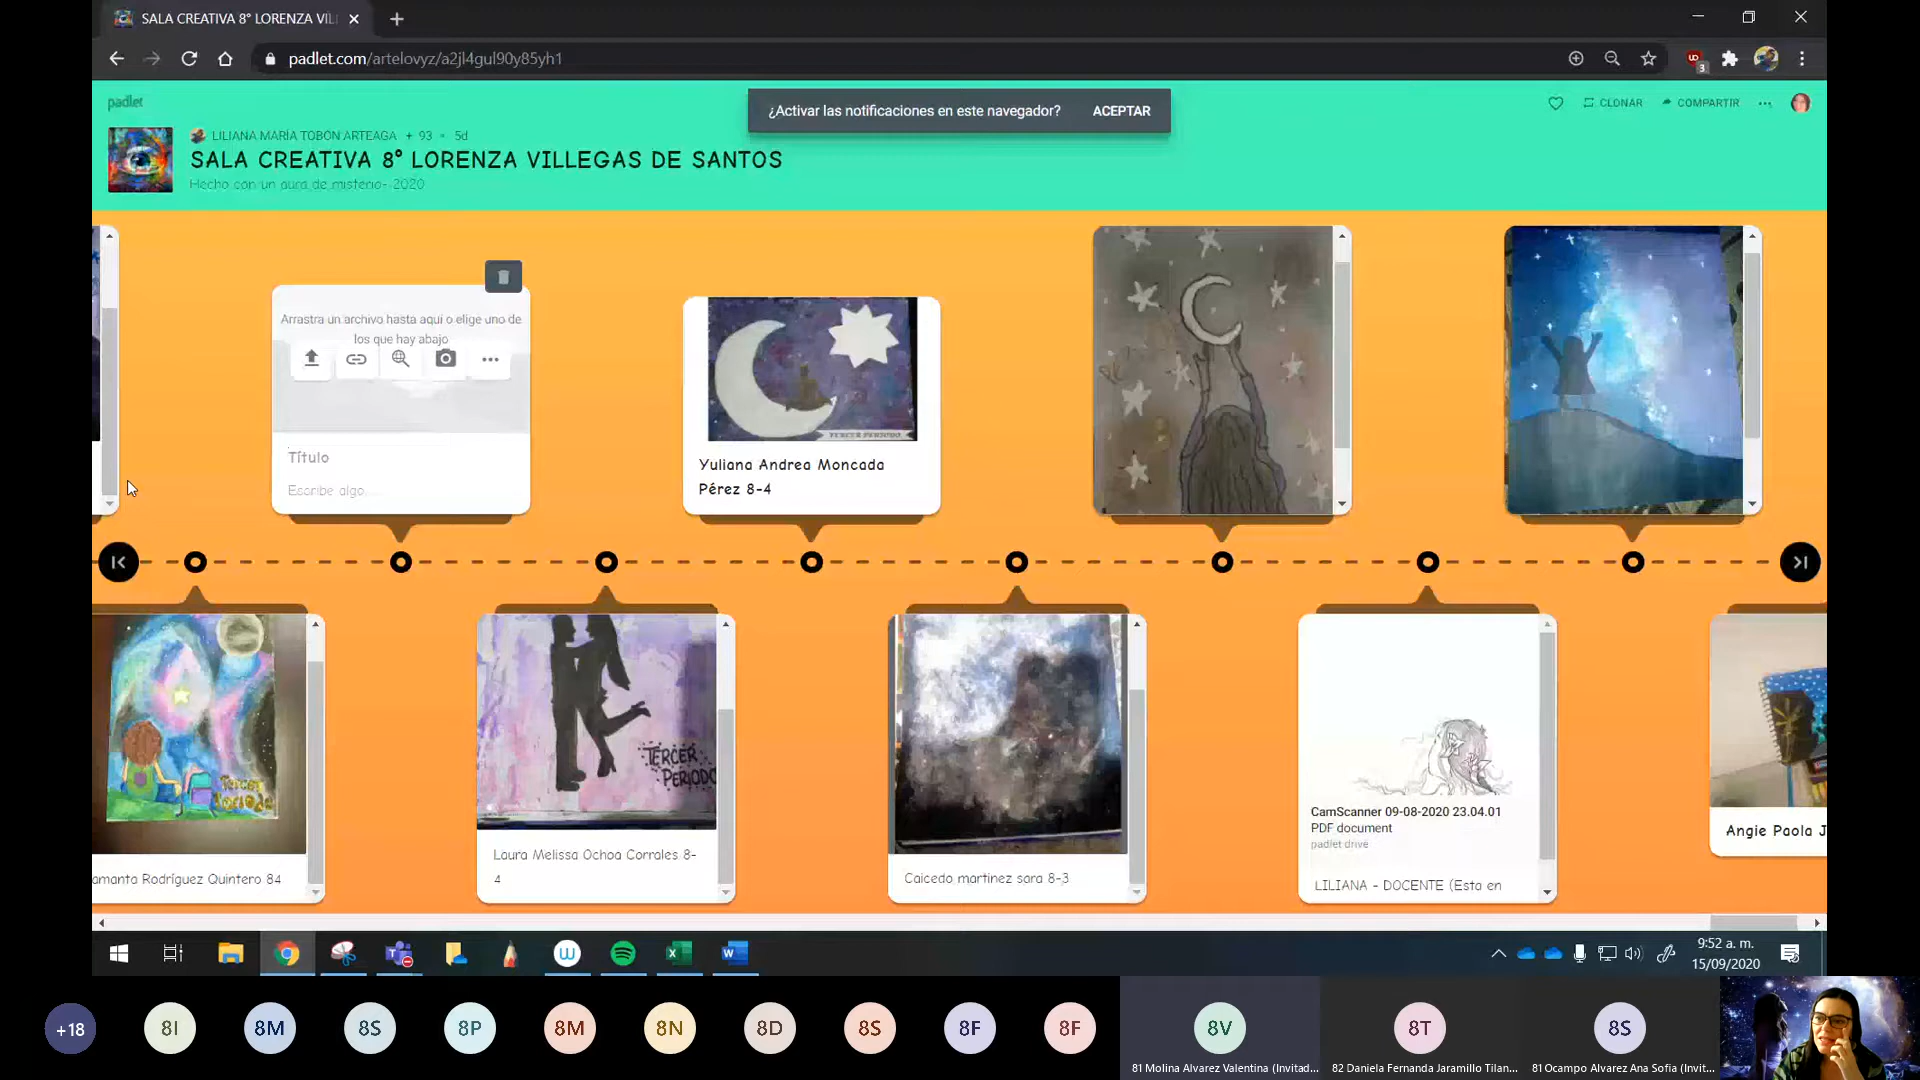 SALA CREATIVA 8° LORENZA VIL
padlet.com/artelovyz/a2jl4gul90y85yh1
3
padlet
¿Activar las notificaciones en este navegador? ACEPTAR
CLONAR
COMPARTIR
LILIANA MARÍA TOBÓN ARTEAGA + 93 • 5d
SALA CREATIVA 8° LORENZA VILLEGAS DE SANTOS
Hecho con un aura de misterio- 2020
Arrastra un archivo hasta aquí o elige uno de
los que hay abajo
Título
Escribe algo...
TERCER PERIODO
Yuliana Andrea Moncada
Pérez 8-4
Tercer
Periodo
amanta Rodríguez Quintero 84
TERCER
PERIODO
Laura Melissa Ochoa Corrales 8-
4
Caicedo martinez sara 8-3
CamScanner 09-08-2020 23.04.01
PDF document
padlet drive
LILIANA - DOCENTE (Esta en
Angie Paola J
9:52 a. m.
15/09/2020
+18
8I
8M
8S
8P
8M
8N
8D
8S
8F
8F
8V
8T
8S
81 Molina Alvarez Valentina (Invitad...
82 Daniela Fernanda Jaramillo Tilan...
81 Ocampo Alvarez Ana Sofia (Invit...